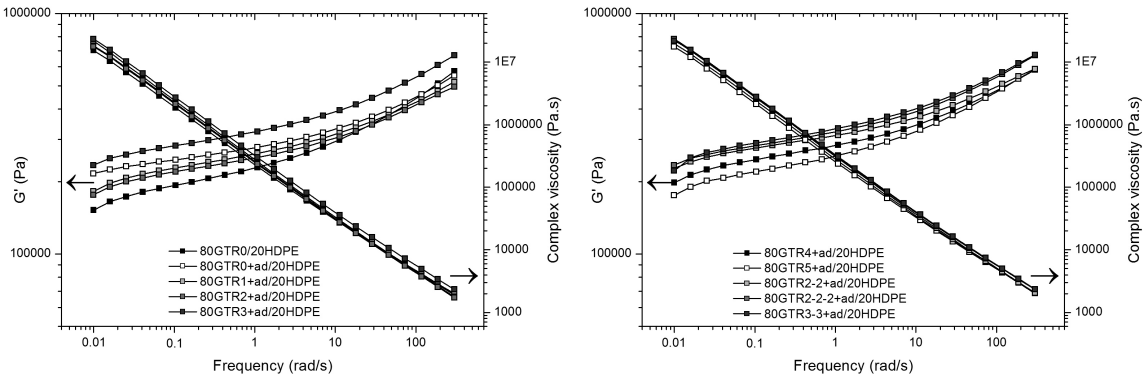 1000000
100000
G' (Pa)
0.01
0.1
1
10
100
Frequency (rad/s)
1E7
1000000
100000
10000
1000
Complex viscosity (Pa.s)
80GTR0/20HDPE
80GTR0+ad/20HDPE
80GTR1+ad/20HDPE
80GTR2+ad/20HDPE
80GTR3+ad/20HDPE
1000000
100000
G' (Pa)
0.01
0.1
1
10
100
Frequency (rad/s)
1E7
1000000
100000
10000
1000
Complex viscosity (Pa.s)
80GTR4+ad/20HDPE
80GTR5+ad/20HDPE
80GTR2-2+ad/20HDPE
80GTR2-2-2+ad/20HDPE
80GTR3-3+ad/20HDPE